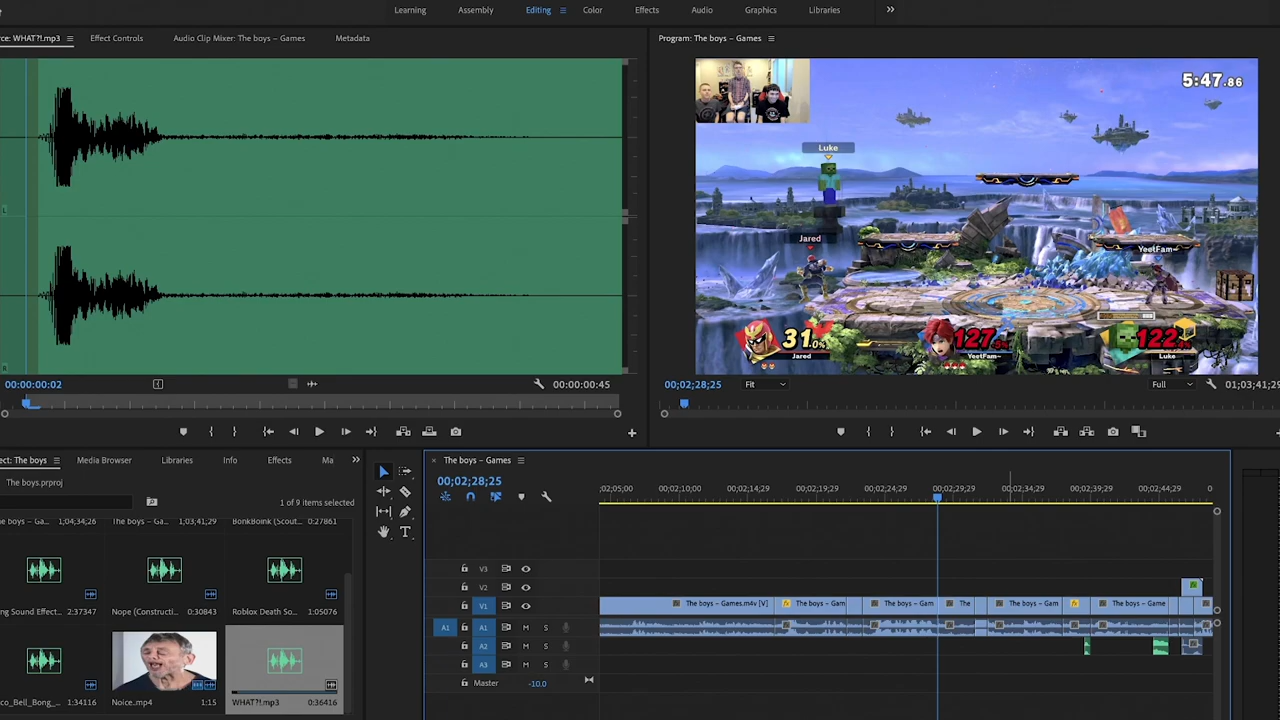 Learning Assembly Editing Color Effects Audio Graphics Libraries
rce: WHAT?!.mp3 Effect Controls Audio Clip Mixer: The boys – Games Metadata
Program: The boys – Games
5:47.86
Luke
Jared
YeetFam~
31.0%
Jared
127.5%
YeetFam~
122
Luke
L
R
00:00:00:02
00:00:00:45
00;02;28;25 Fit Full 01;03;41;29
ect: The boys Media Browser Libraries Info Effects Ma
The boys.prproj
1 of 9 items selected
The boys – Ga... 1;04;34;26 The boys – Ga... 1;03;41;29 BonkBoink (Scout... 0:27861
ng Sound Effect... 2:37347 Nope (Constructi... 0:30843 Roblox Death So... 1:05076
co_Bell_Bong_... 1:34116 Noice.mp4 1:15 WHAT?!.mp3 0:36416
× The boys – Games
00;02;28;25
;02;05;00 00;02;10;00 00;02;14;29 00;02;19;29 00;02;24;29 00;02;29;29 00;02;34;29 00;02;39;29 00;02;44;29 0
V3
V2
V1 The boys – Games.m4v [V] The boys – Gam The boys – Gam The The boys – Gam The boys – Game
A1 A1 M S
A2 M S
A3 M S
Master -10.0